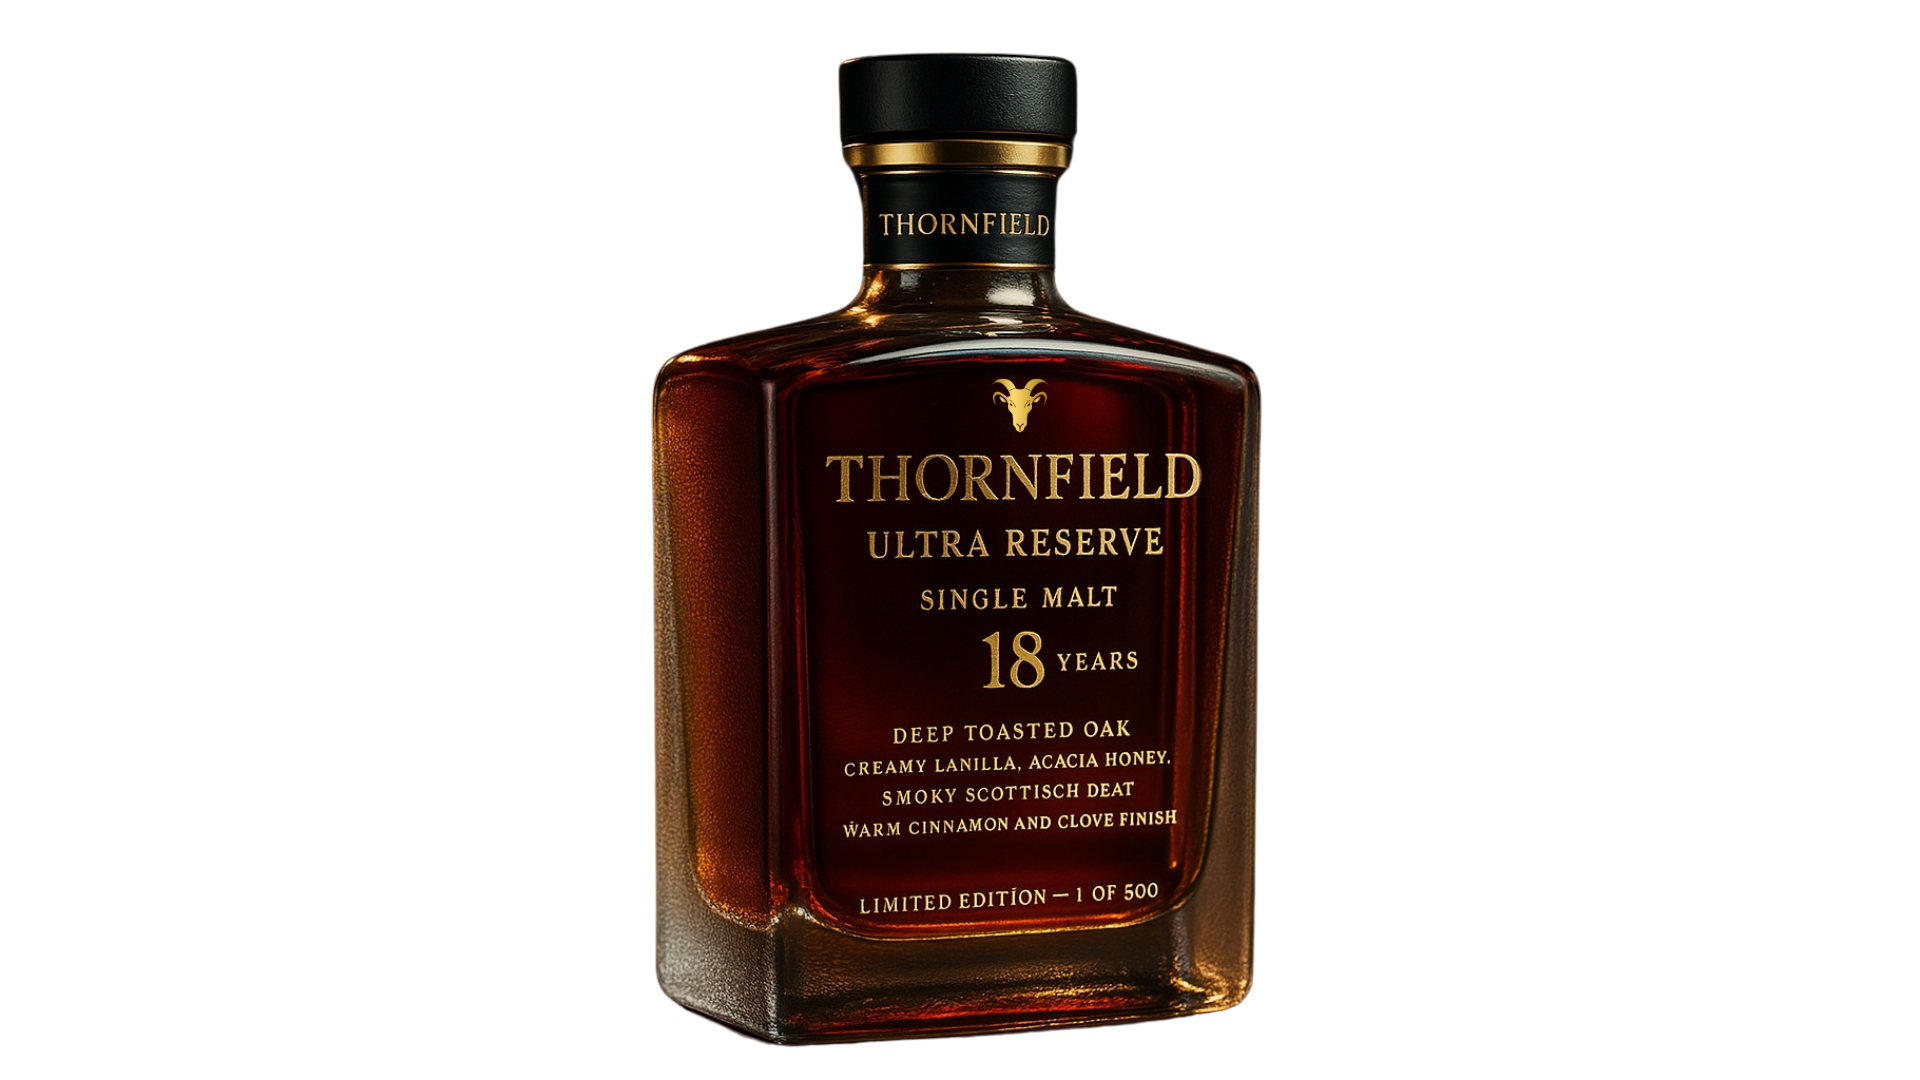 THORNFIELD
THORNFIELD
ULTRA RESERVE
SINGLE MALT
18 YEARS
DEEP TOASTED OAK
CREAMY LANILLA, ACACIA HONEY.
SMOKY SCOTTISCH DEAT
WARM CINNAMON AND CLOVE FINISH
LIMITED EDITION — 1 OF 500